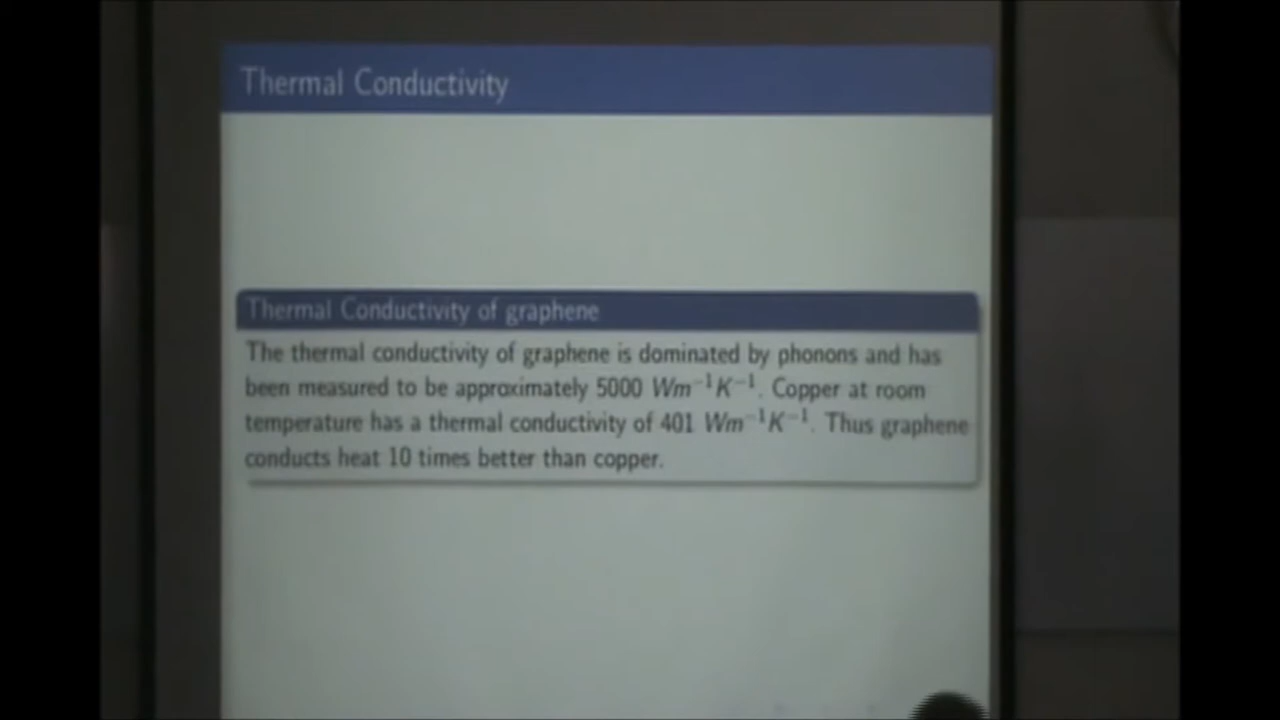 Thermal Conductivity
Thermal Conductivity of graphene
The thermal conductivity of graphene is dominated by phonons and has
been measured to be approximately 5000 Wm⁻¹K⁻¹. Copper at room
temperature has a thermal conductivity of 401 Wm⁻¹K⁻¹. Thus graphene
conducts heat 10 times better than copper.